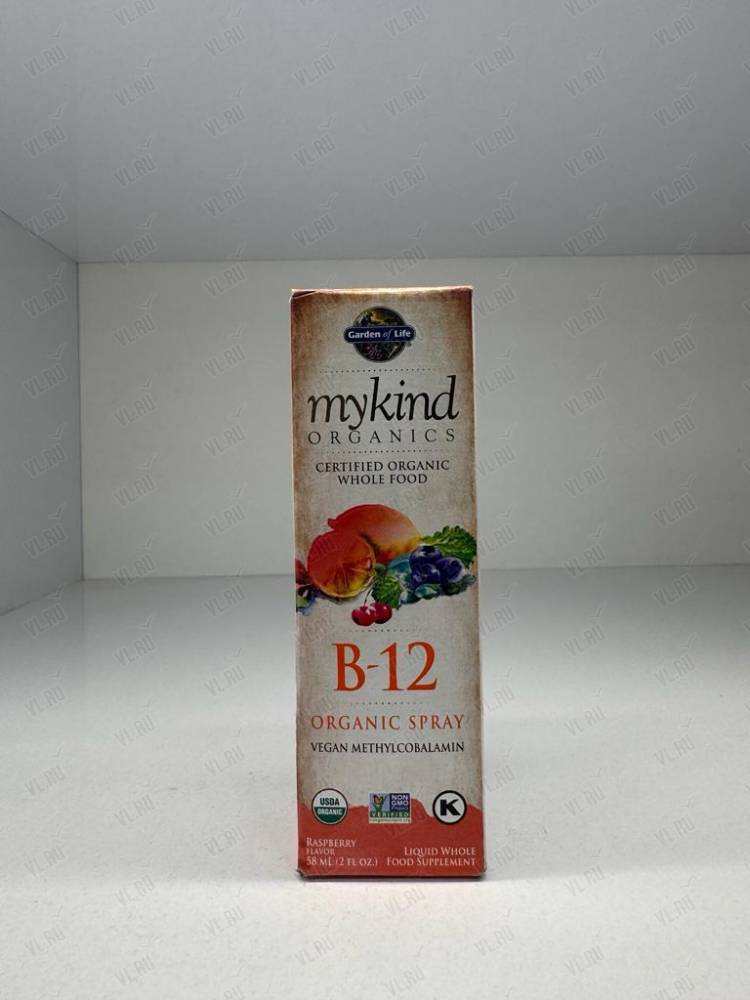 Garden of Life
mykind
ORGANICS
CERTIFIED ORGANIC
WHOLE FOOD
B-12
ORGANIC SPRAY
VEGAN METHYLCOBALAMIN
USDA
ORGANIC
NON
GMO
Project
VERIFIED
K
RASPBERRY
FLAVOR
58 mL (2 FL OZ.)
LIQUID WHOLE
FOOD SUPPLEMENT
VL.RU